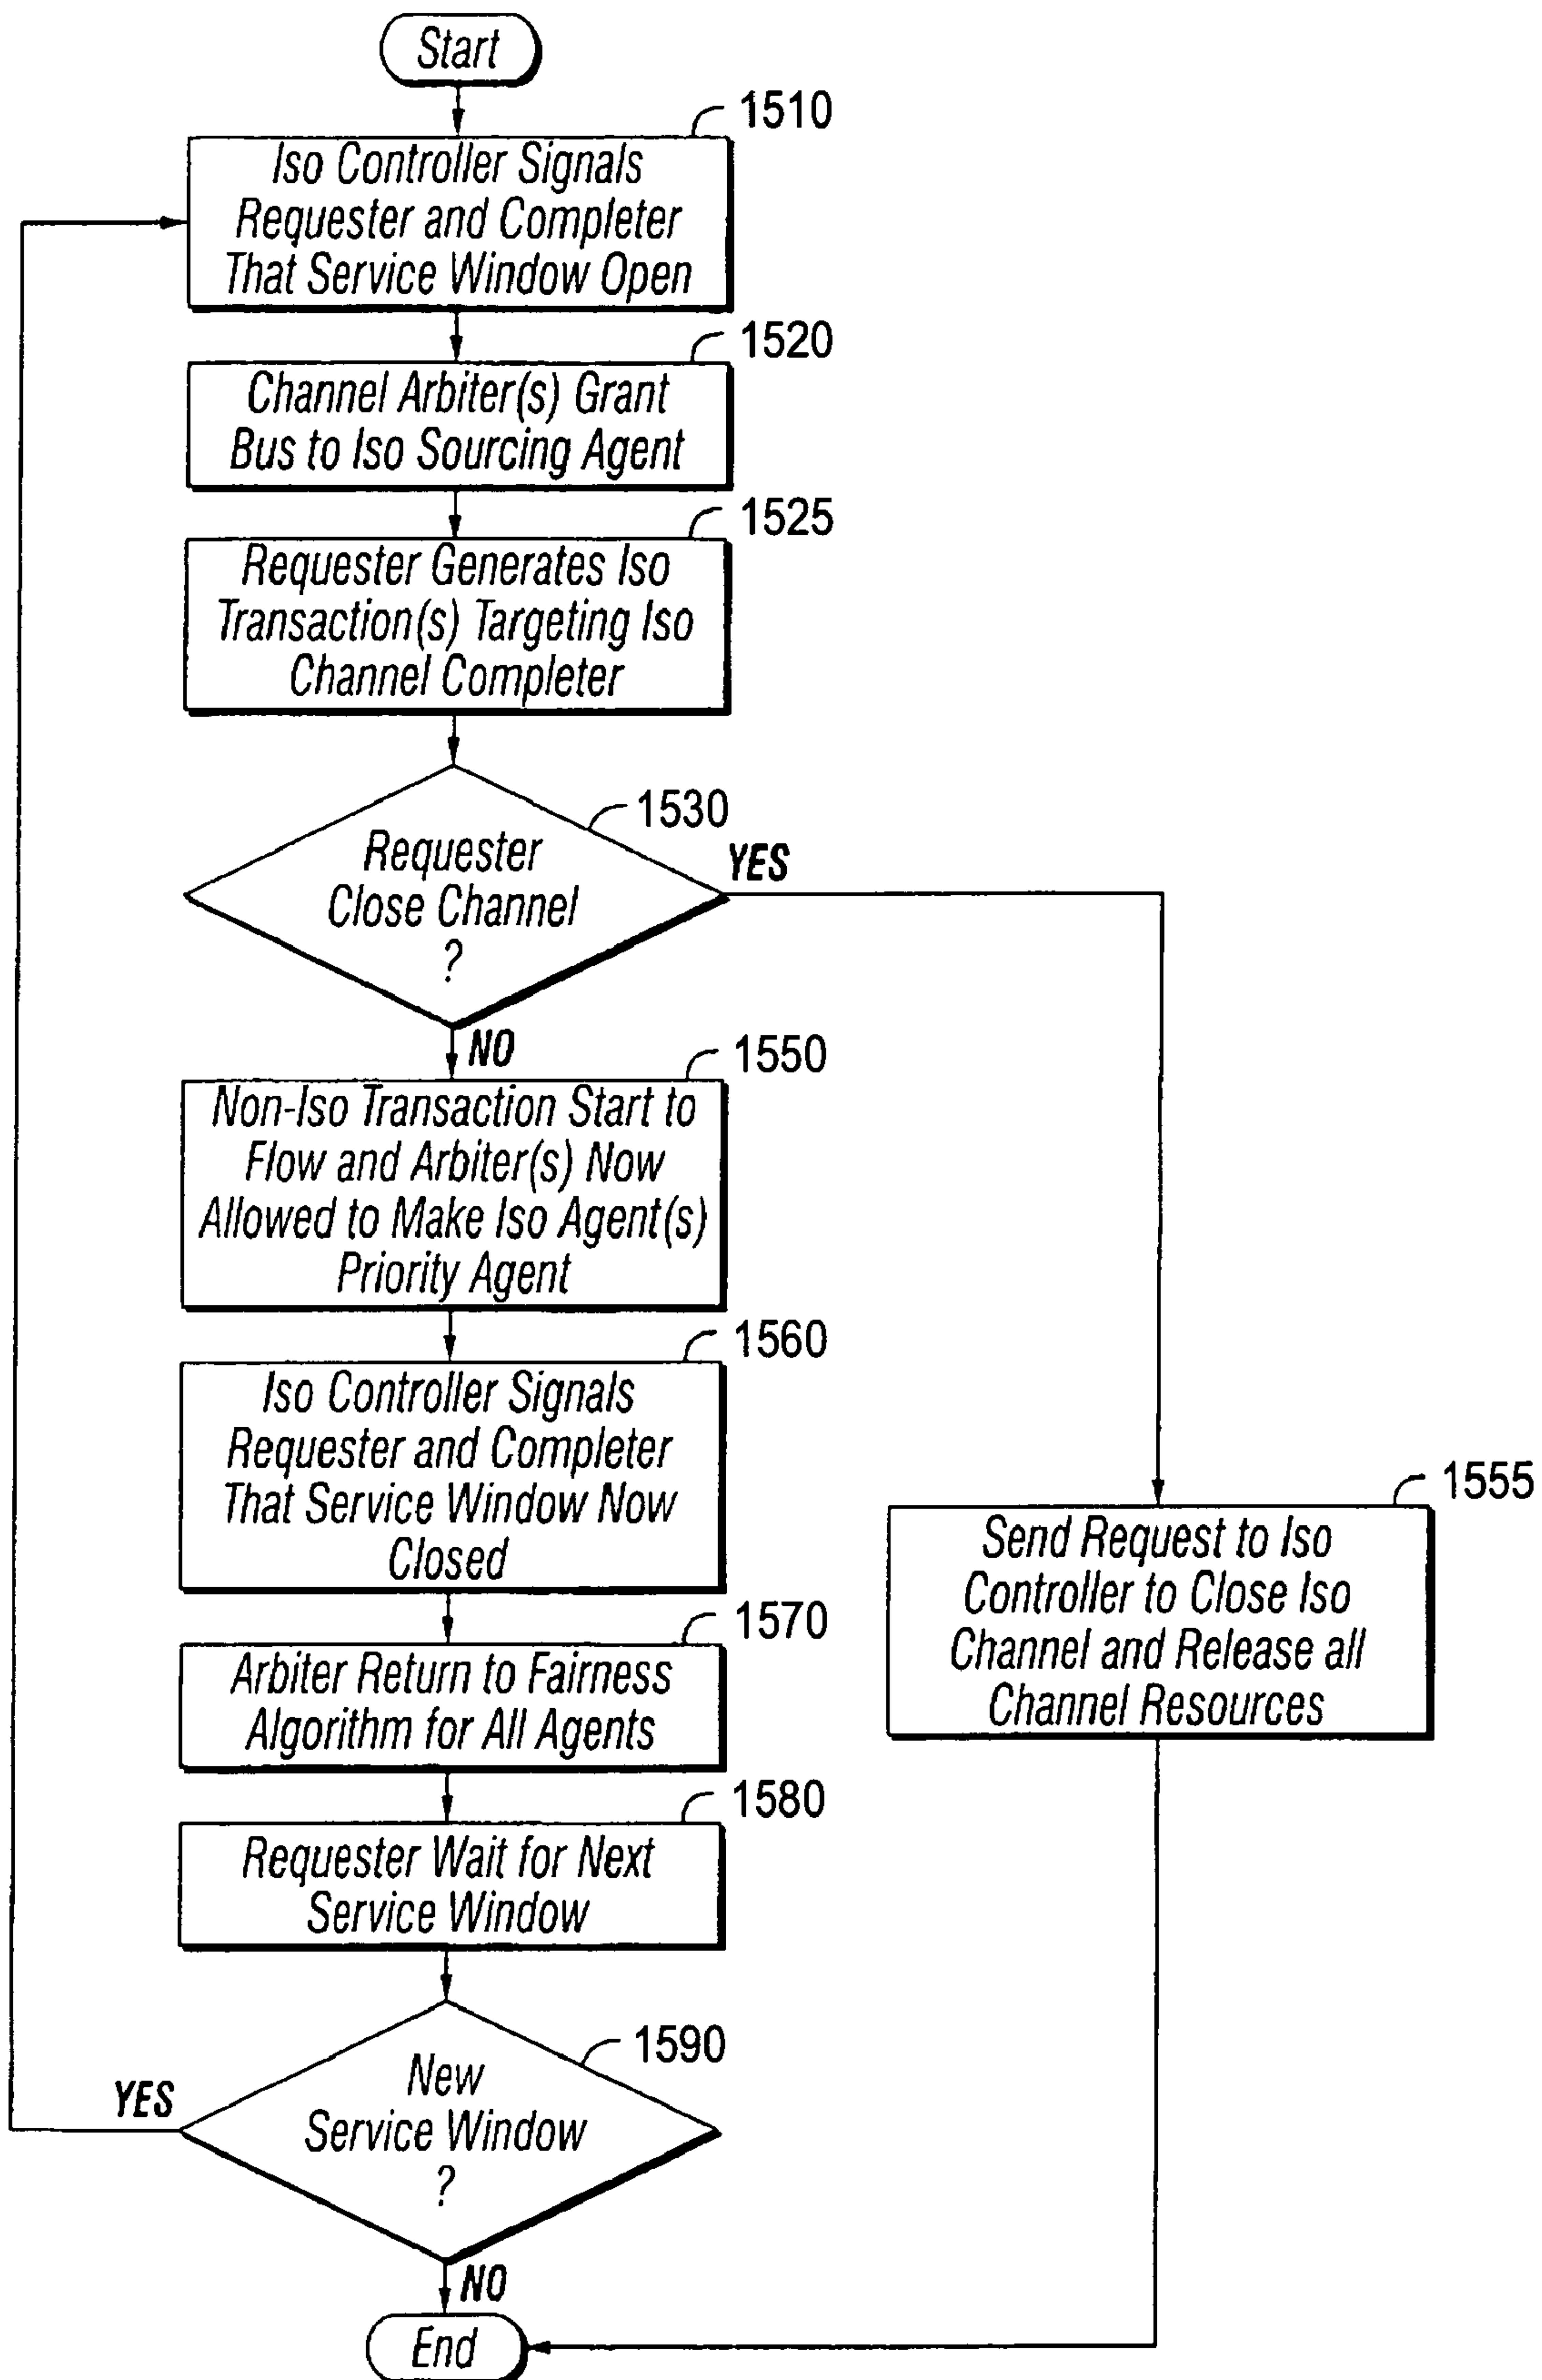 Start
1510
Iso Controller Signals
Requester and Completer
That Service Window Open
1520
Channel Arbiter(s) Grant
Bus to Iso Sourcing Agent
1525
Requester Generates Iso
Transaction(s) Targeting Iso
Channel Completer
1530
Requester
Close Channel
?
YES
NO
1550
Non-Iso Transaction Start to
Flow and Arbiter(s) Now
Allowed to Make Iso Agent(s)
Priority Agent
1560
Iso Controller Signals
Requester and Completer
That Service Window Now
Closed
1555
Send Request to Iso
Controller to Close Iso
Channel and Release all
Channel Resources
1570
Arbiter Return to Fairness
Algorithm for All Agents
1580
Requester Wait for Next
Service Window
1590
New
Service Window
?
YES
NO
End